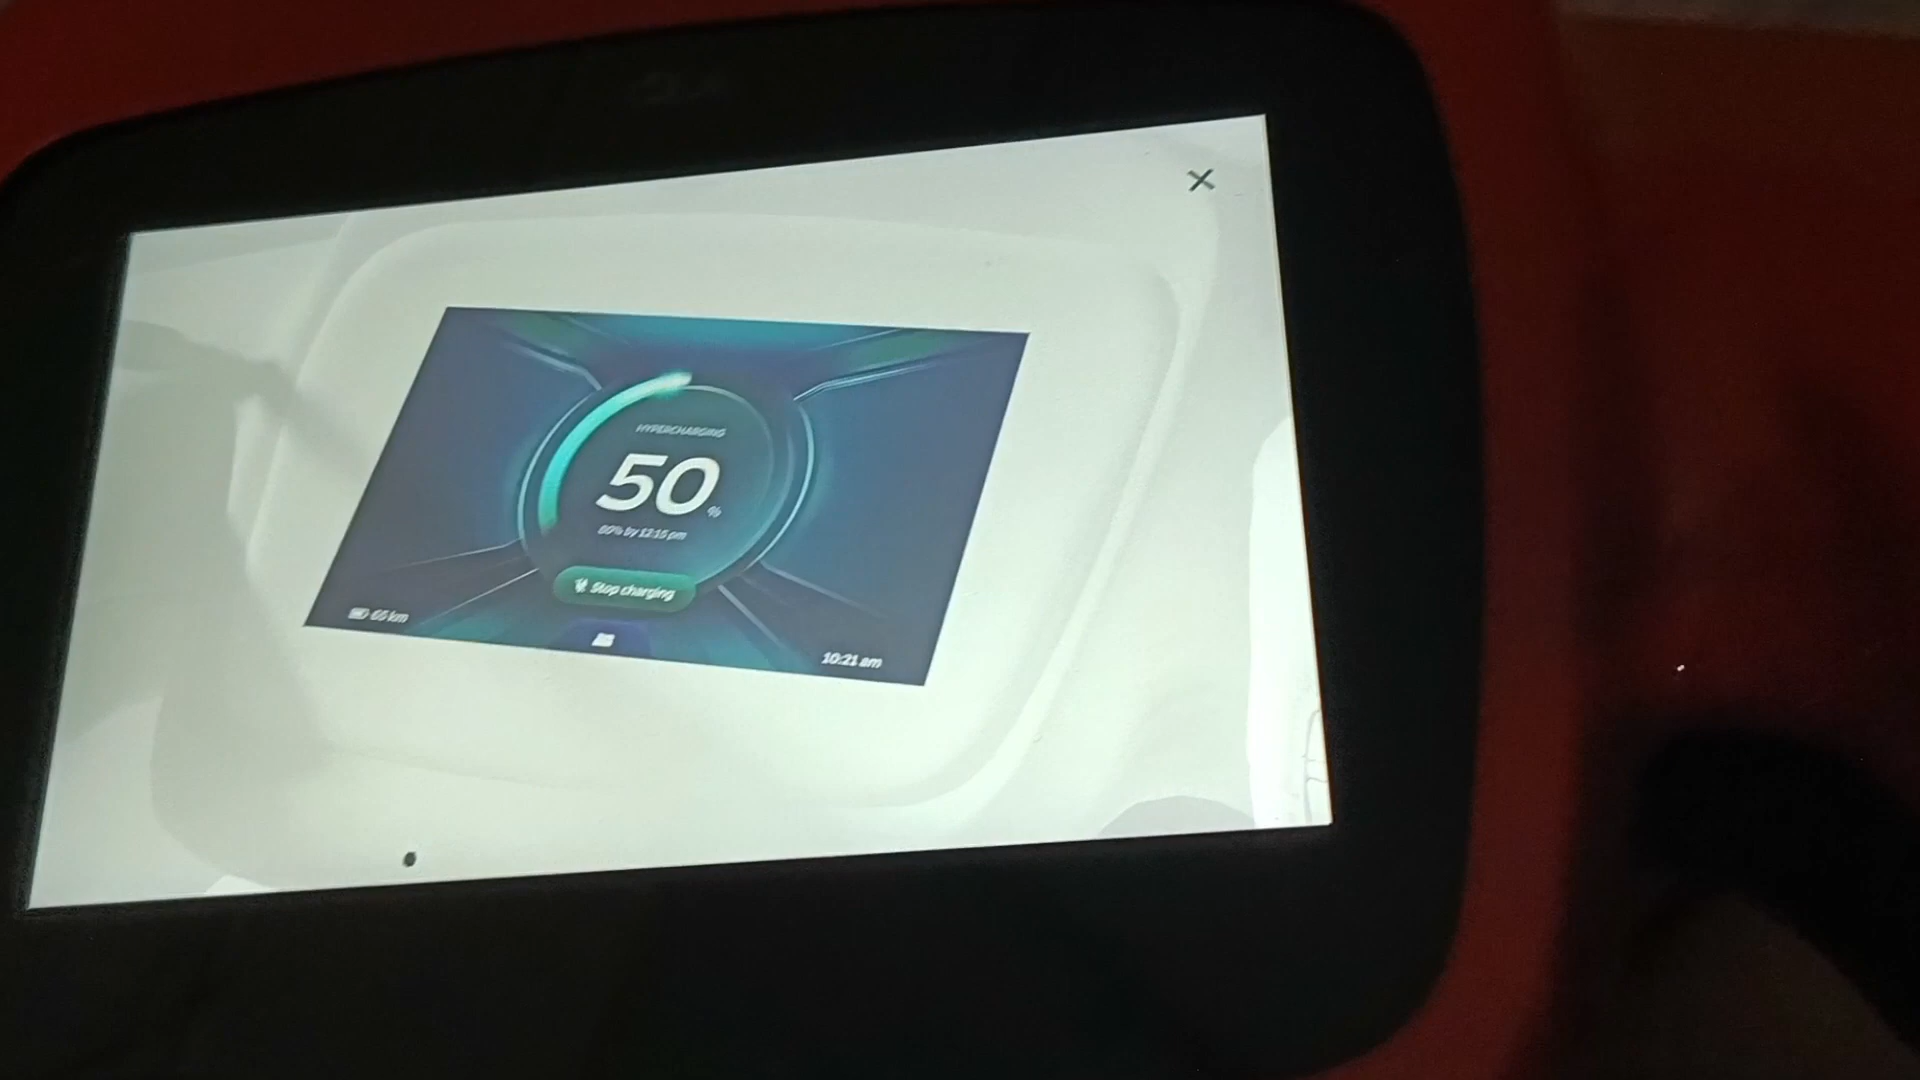 HYPERCHARGING
50 %
80% by 12:15 pm
Stop charging
66 km
10:21 am